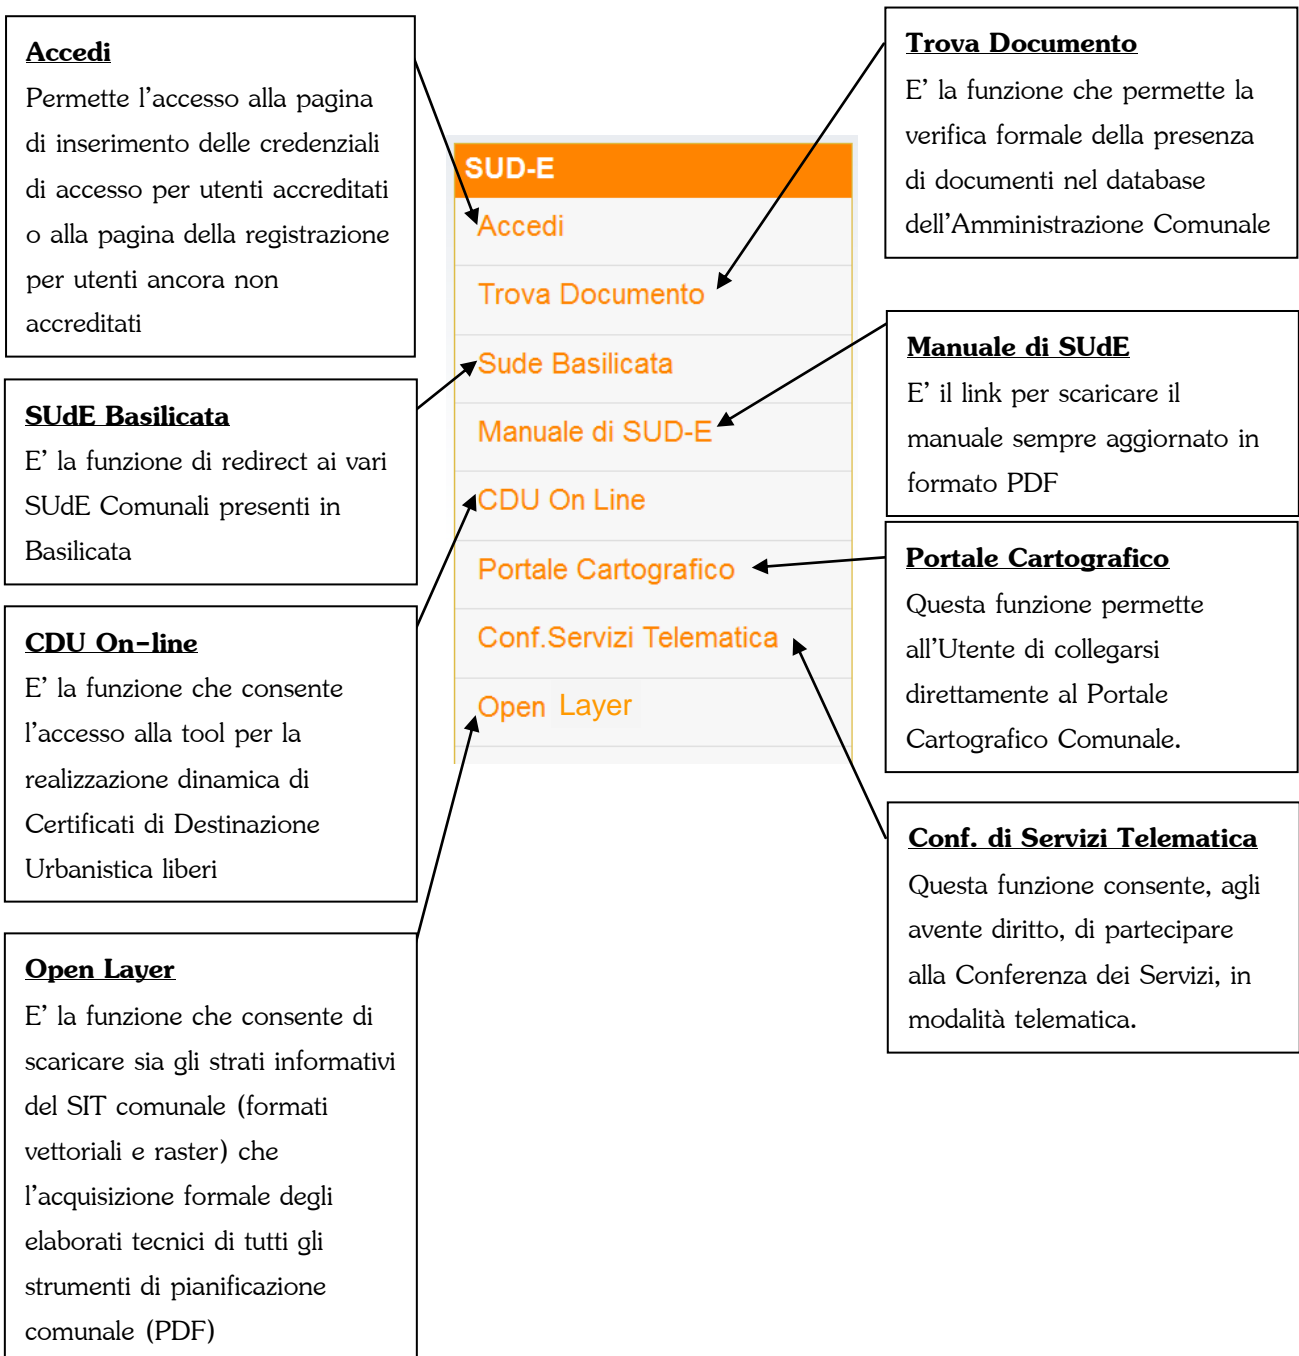 Accedi
Permette l'accesso alla pagina
di inserimento delle credenziali
di accesso per utenti accreditati
o alla pagina della registrazione
per utenti ancora non
accreditati
SUdE Basilicata
E' la funzione di redirect ai vari
SUdE Comunali presenti in
Basilicata
CDU On-line
E' la funzione che consente
l'accesso alla tool per la
realizzazione dinamica di
Certificati di Destinazione
Urbanistica liberi
Open Layer
E' la funzione che consente di
scaricare sia gli strati informativi
del SIT comunale (formati
vettoriali e raster) che
l'acquisizione formale degli
elaborati tecnici di tutti gli
strumenti di pianificazione
comunale (PDF)
SUD-E
Accedi
Trova Documento
Sude Basilicata
Manuale di SUD-E
CDU On Line
Portale Cartografico
Conf.Servizi Telematica
Open Layer
Trova Documento
E' la funzione che permette la
verifica formale della presenza
di documenti nel database
dell'Amministrazione Comunale
Manuale di SUdE
E' il link per scaricare il
manuale sempre aggiornato in
formato PDF
Portale Cartografico
Questa funzione permette
all'Utente di collegarsi
direttamente al Portale
Cartografico Comunale.
Conf. di Servizi Telematica
Questa funzione consente, agli
avente diritto, di partecipare
alla Conferenza dei Servizi, in
modalità telematica.